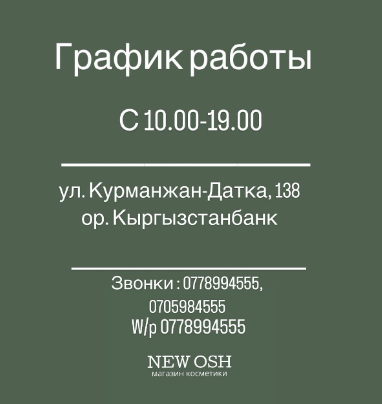 График работы
С 10.00-19.00
ул. Курманжан-Датка, 138
ор. Кыргызстанбанк
Звонки : 0778994555,
0705984555
W/p 0778994555
NEW OSH
магазин косметики